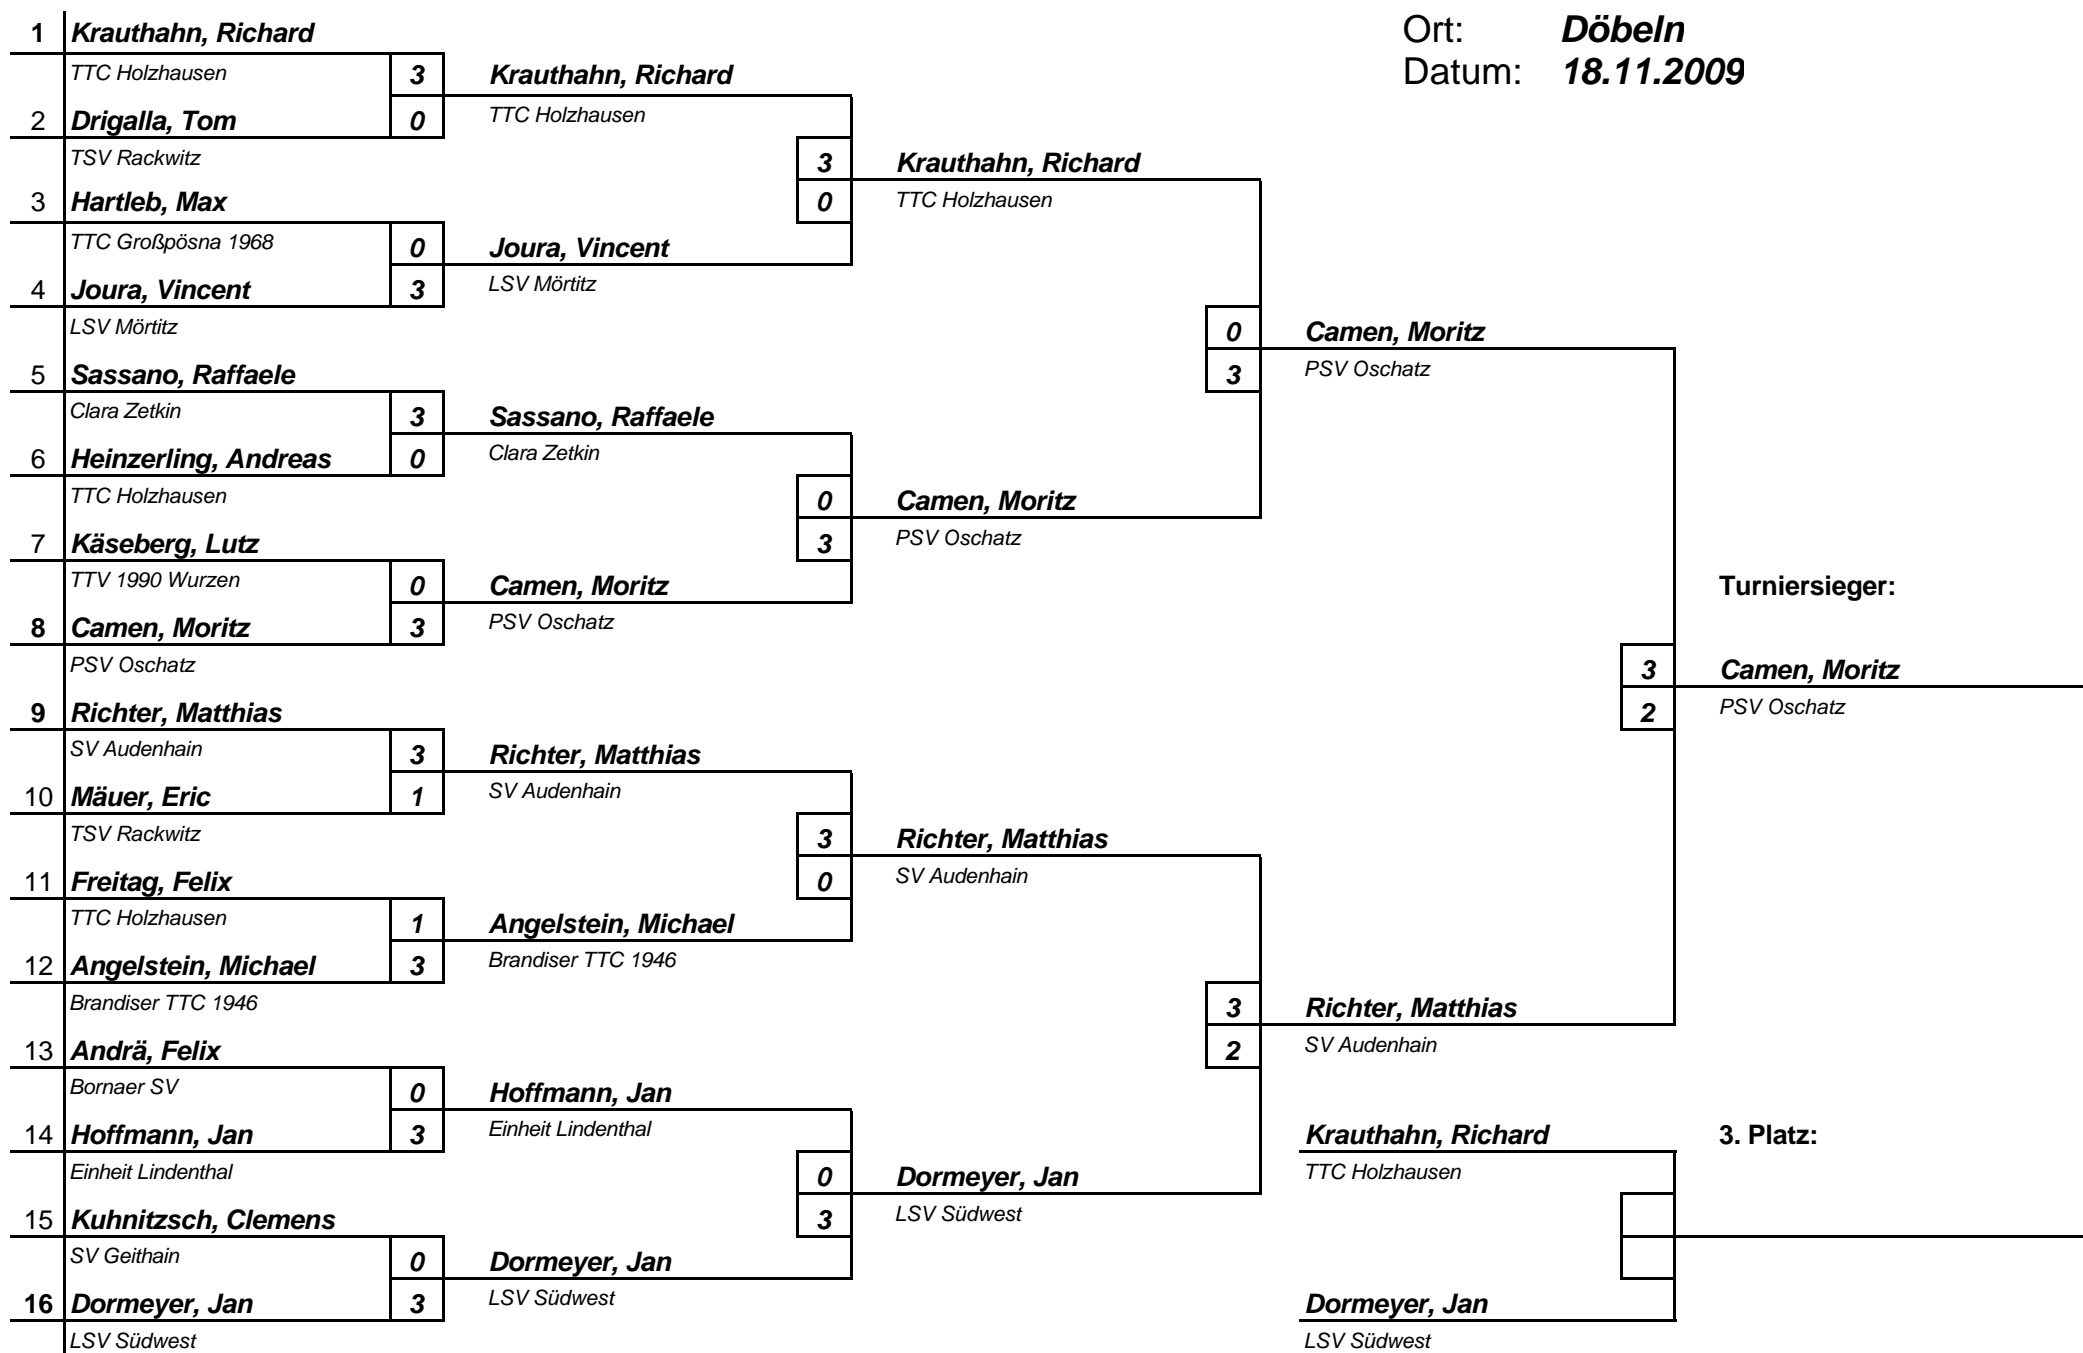 Ort: Döbeln
Datum: 18.11.2009
1 Krauthahn, Richard
TTC Holzhausen 3
2 Drigalla, Tom 0
TSV Rackwitz
3 Hartleb, Max
TTC Großpösna 1968 0
4 Joura, Vincent 3
LSV Mörtitz
5 Sassano, Raffaele
Clara Zetkin 3
6 Heinzerling, Andreas 0
TTC Holzhausen
7 Käseberg, Lutz
TTV 1990 Wurzen 0
8 Camen, Moritz 3
PSV Oschatz
9 Richter, Matthias
SV Audenhain 3
10 Mäuer, Eric 1
TSV Rackwitz
11 Freitag, Felix
TTC Holzhausen 1
12 Angelstein, Michael 3
Brandiser TTC 1946
13 Andrä, Felix
Bornaer SV 0
14 Hoffmann, Jan 3
Einheit Lindenthal
15 Kuhnitzsch, Clemens
SV Geithain 0
16 Dormeyer, Jan 3
LSV Südwest
Krauthahn, Richard
TTC Holzhausen
3
0
Joura, Vincent
LSV Mörtitz
Sassano, Raffaele
Clara Zetkin
0
3
Camen, Moritz
PSV Oschatz
Richter, Matthias
SV Audenhain
3
0
Angelstein, Michael
Brandiser TTC 1946
Hoffmann, Jan
Einheit Lindenthal
0
3
Dormeyer, Jan
LSV Südwest
Krauthahn, Richard
TTC Holzhausen
0
3
Camen, Moritz
PSV Oschatz
Richter, Matthias
SV Audenhain
3
2
Dormeyer, Jan
LSV Südwest
Camen, Moritz
PSV Oschatz
3
2
Richter, Matthias
SV Audenhain
Turniersieger:
Camen, Moritz
PSV Oschatz
Krauthahn, Richard
TTC Holzhausen
3. Platz:
Dormeyer, Jan
LSV Südwest